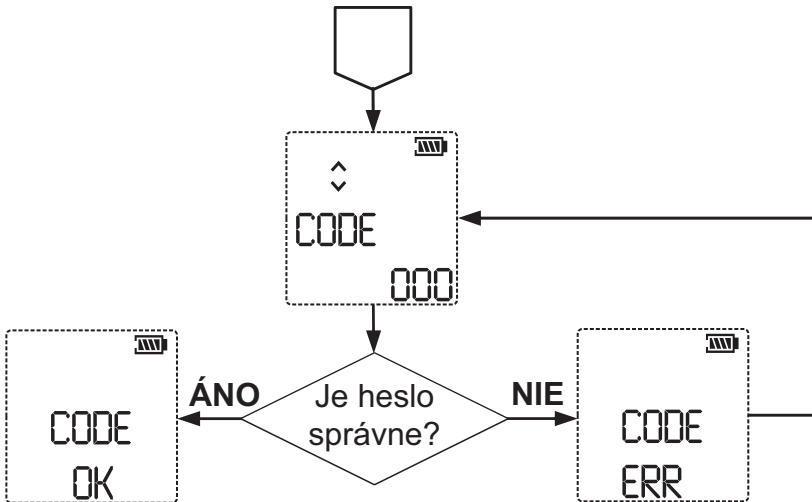 CODE
000
ÁNO
Je heslo
správne?
NIE
CODE
OK
CODE
ERR